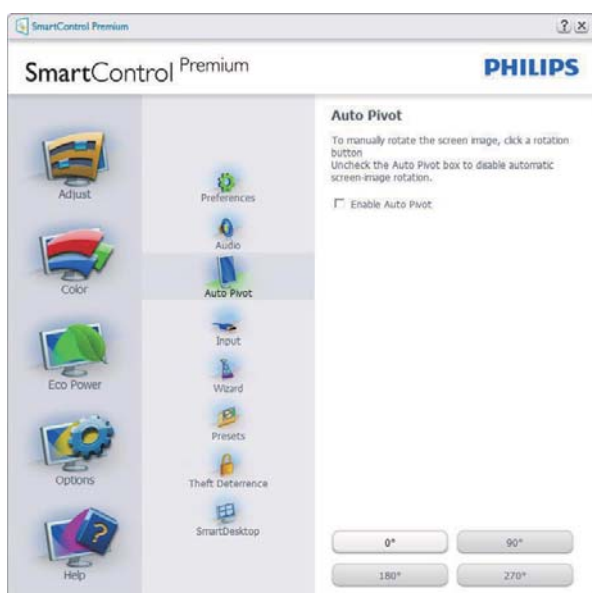 SmartControl Premium
? x
SmartControl Premium
PHILIPS
Adjust
Color
Eco Power
Options
Help
Preferences
Audio
Auto Pivot
Input
Wizard
Presets
Theft Deterrence
SmartDesktop
Auto Pivot
To manually rotate the screen image, click a rotation
button
Uncheck the Auto Pivot box to disable automatic
screen-image rotation.
Enable Auto Pivot
0°
90°
180°
270°